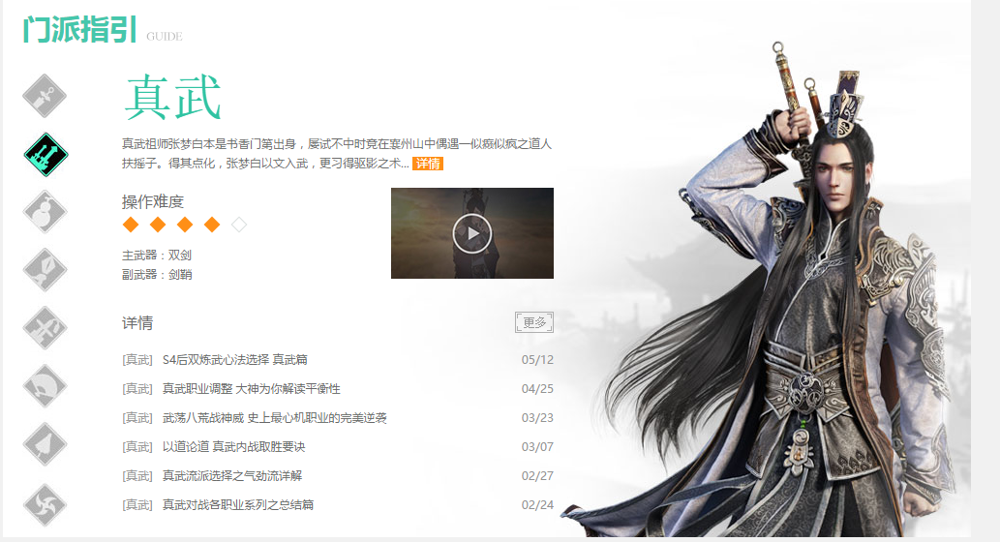 门派指引 GUIDE
真武
真武祖师张梦白本是书香门第出身，屡试不中时竟在襄州山中偶遇一似癫似疯之道人
扶摇子。得其点化，张梦白以文入武，更习得驱影之术... 详情
操作难度
主武器：双剑
副武器：剑鞘
详情 更多
[真武] S4后双炼武心法选择 真武篇 05/12
[真武] 真武职业调整 大神为你解读平衡性 04/25
[真武] 武荡八荒战神威 史上最心机职业的完美逆袭 03/23
[真武] 以道论道 真武内战取胜要诀 03/07
[真武] 真武流派选择之气劲流详解 02/27
[真武] 真武对战各职业系列之总结篇 02/24